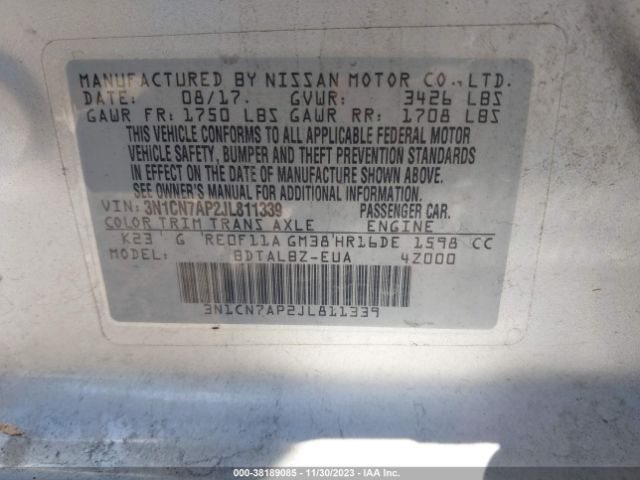 MANUFACTURED BY NISSAN MOTOR CO., LTD.
DATE: 08/17. GVWR: 3426 LBS
GAWR FR: 1750 LBS GAWR RR: 1708 LBS
THIS VEHICLE CONFORMS TO ALL APPLICABLE FEDERAL MOTOR
VEHICLE SAFETY, BUMPER AND THEFT PREVENTION STANDARDS
IN EFFECT ON THE DATE OF MANUFACTURE SHOWN ABOVE.
SEE OWNER'S MANUAL FOR ADDITIONAL INFORMATION.
VIN: 3N1CN7AP2JL811339 PASSENGER CAR.
COLOR TRIM TRANS AXLE ENGINE
K23 G RE0F11A GM38 HR16DE 1598 CC
BDTALBZ-EUA 4Z000
3N1CN7AP2JL811339
000-38189085 - 11/30/2023 - IAA Inc.